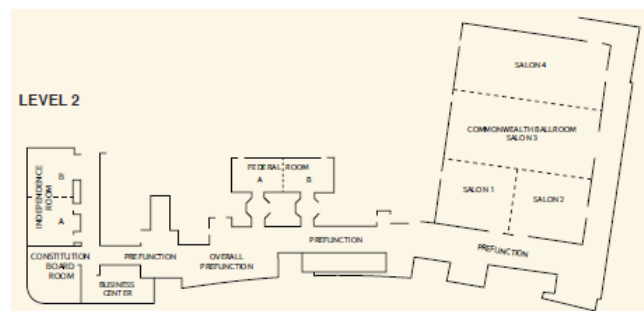 LEVEL 2
SALON 4
COMMONWEALTH BALLROOM
SALON 3
SALON 1
SALON 2
PREFUNCTION
FEDERAL ROOM
A
B
PREFUNCTION
OVERALL
PREFUNCTION
PREFUNCTION
INDEPENDENCE
ROOM
B
A
CONSTITUTION
BOARD
ROOM
BUSINESS
CENTER